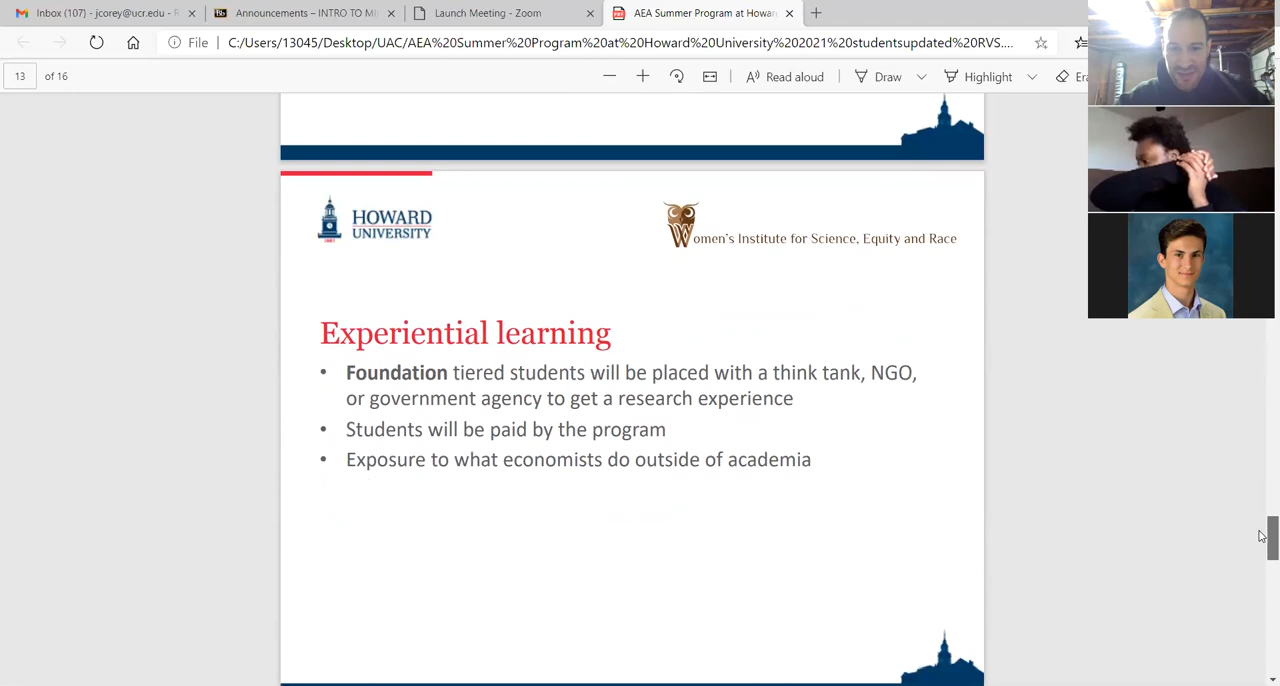 Inbox (107) - jcorey@ucr.edu - R
Announcements – INTRO TO MI
Launch Meeting - Zoom
AEA Summer Program at Howar
File
C:/Users/13045/Desktop/UAC/AEA%20Summer%20Program%20at%20Howard%20University%202021%20studentsupdated%20RVS....
13 of 16
Read aloud
Draw
Highlight
Era
HOWARD
UNIVERSITY
Women's Institute for Science, Equity and Race
Experiential learning
• Foundation tiered students will be placed with a think tank, NGO,
or government agency to get a research experience
• Students will be paid by the program
• Exposure to what economists do outside of academia